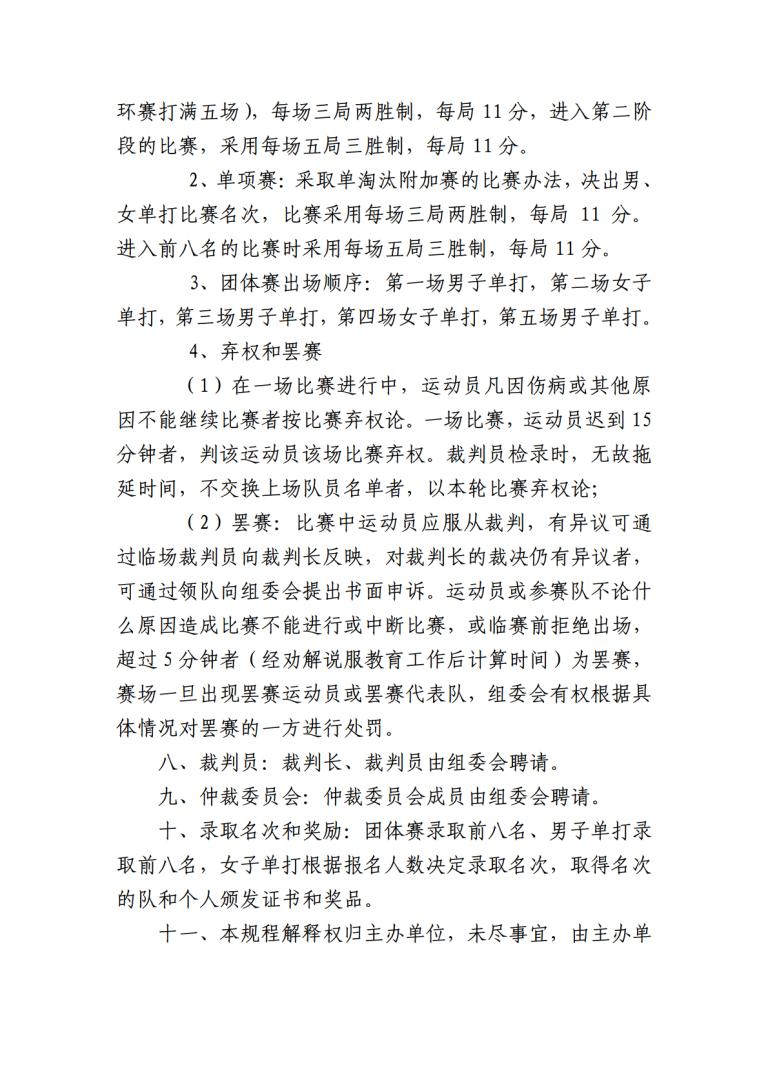 环赛打满五场)，每场三局两胜制，每局 11 分，进入第二阶
段的比赛，采用每场五局三胜制，每局 11 分。
2、单项赛：采取单淘汰附加赛的比赛办法，决出男、
女单打比赛名次，比赛采用每场三局两胜制，每局 11 分。
进入前八名的比赛时采用每场五局三胜制，每局 11 分。
3、团体赛出场顺序：第一场男子单打，第二场女子
单打，第三场男子单打，第四场女子单打，第五场男子单打。
4、弃权和罢赛
（1）在一场比赛进行中，运动员凡因伤病或其他原
因不能继续比赛者按比赛弃权论。一场比赛，运动员迟到 15
分钟者，判该运动员该场比赛弃权。裁判员检录时，无故拖
延时间，不交换上场队员名单者，以本轮比赛弃权论；
（2）罢赛：比赛中运动员应服从裁判，有异议可通
过临场裁判员向裁判长反映，对裁判长的裁决仍有异议者，
可通过领队向组委会提出书面申诉。运动员或参赛队不论什
么原因造成比赛不能进行或中断比赛，或临赛前拒绝出场，
超过 5 分钟者（经劝解说服教育工作后计算时间）为罢赛，
赛场一旦出现罢赛运动员或罢赛代表队，组委会有权根据具
体情况对罢赛的一方进行处罚。
八、裁判员：裁判长、裁判员由组委会聘请。
九、仲裁委员会：仲裁委员会成员由组委会聘请。
十、录取名次和奖励：团体赛录取前八名、男子单打录
取前八名，女子单打根据报名人数决定录取名次，取得名次
的队和个人颁发证书和奖品。
十一、本规程解释权归主办单位，未尽事宜，由主办单